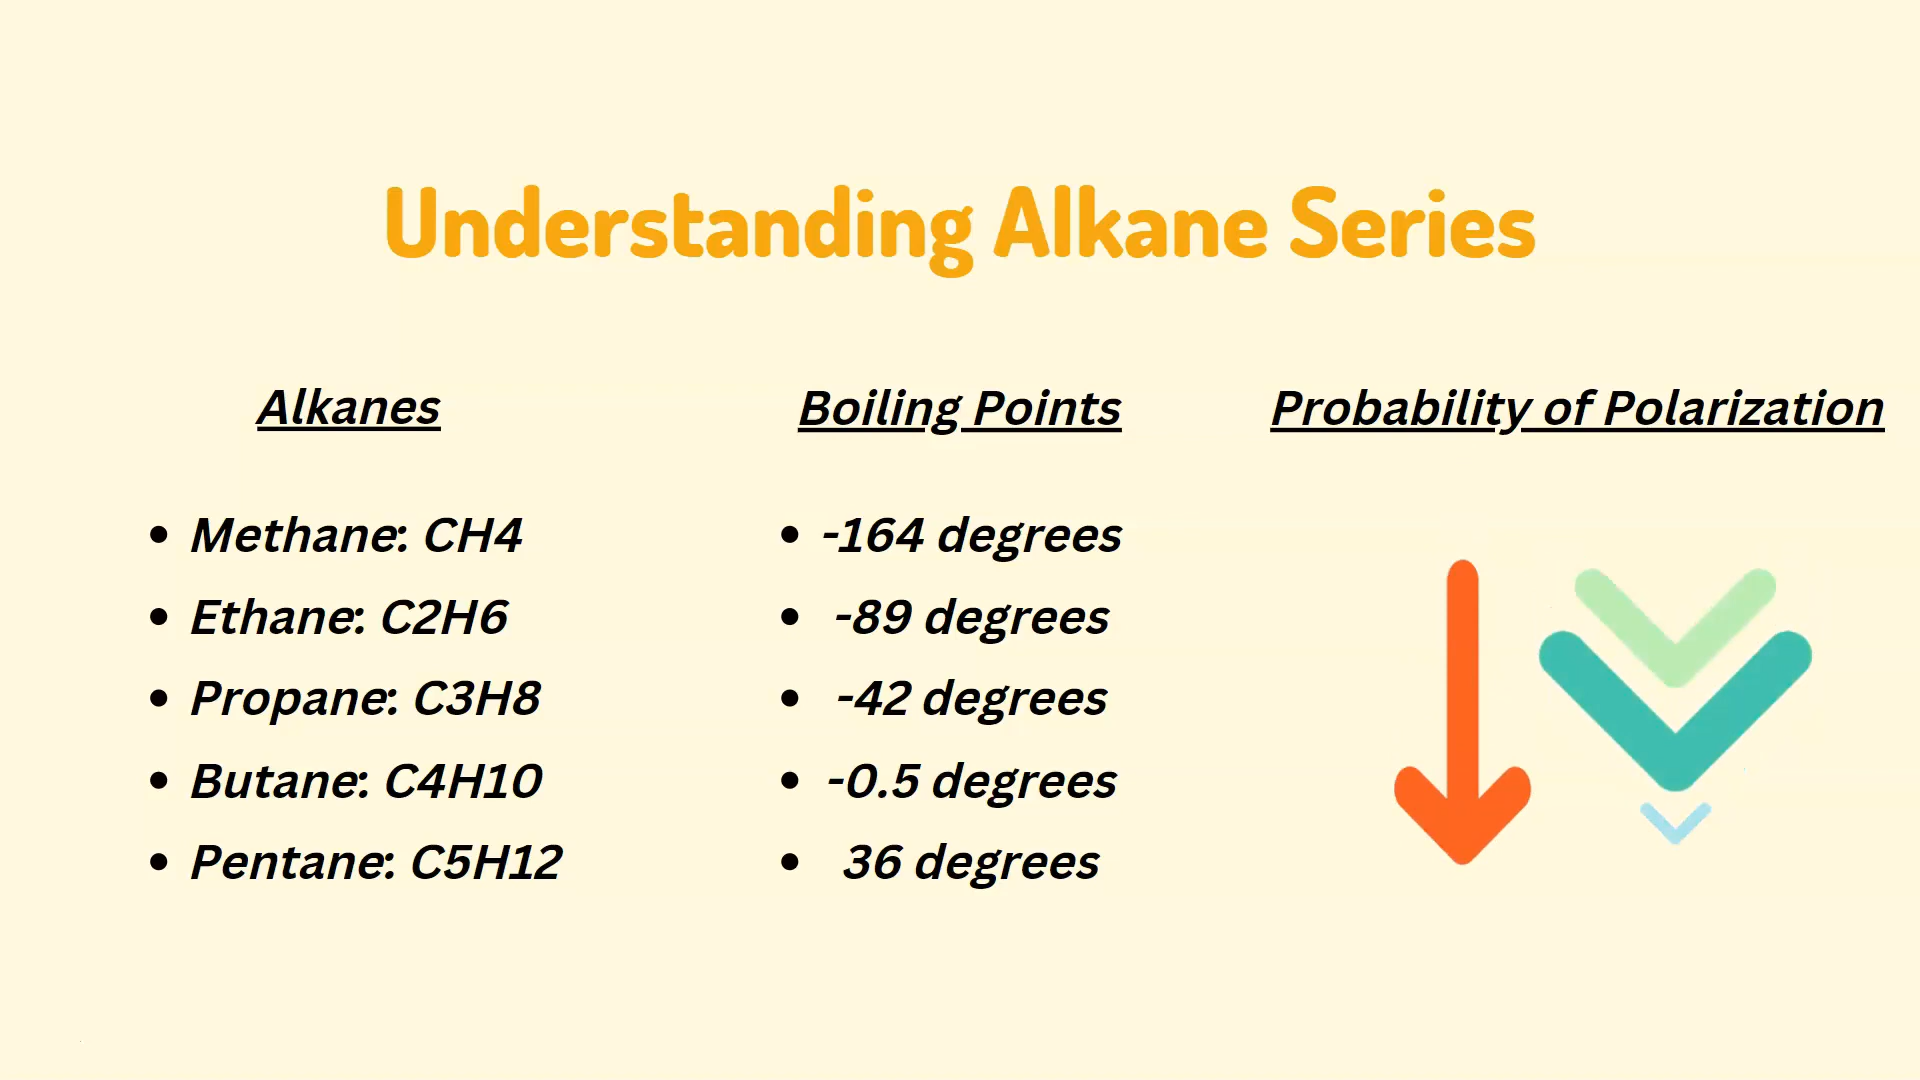 Understanding Alkane Series
Alkanes
Boiling Points
Probability of Polarization
• Methane: CH4
• -164 degrees
• Ethane: C2H6
• -89 degrees
• Propane: C3H8
• -42 degrees
• Butane: C4H10
• -0.5 degrees
• Pentane: C5H12
• 36 degrees